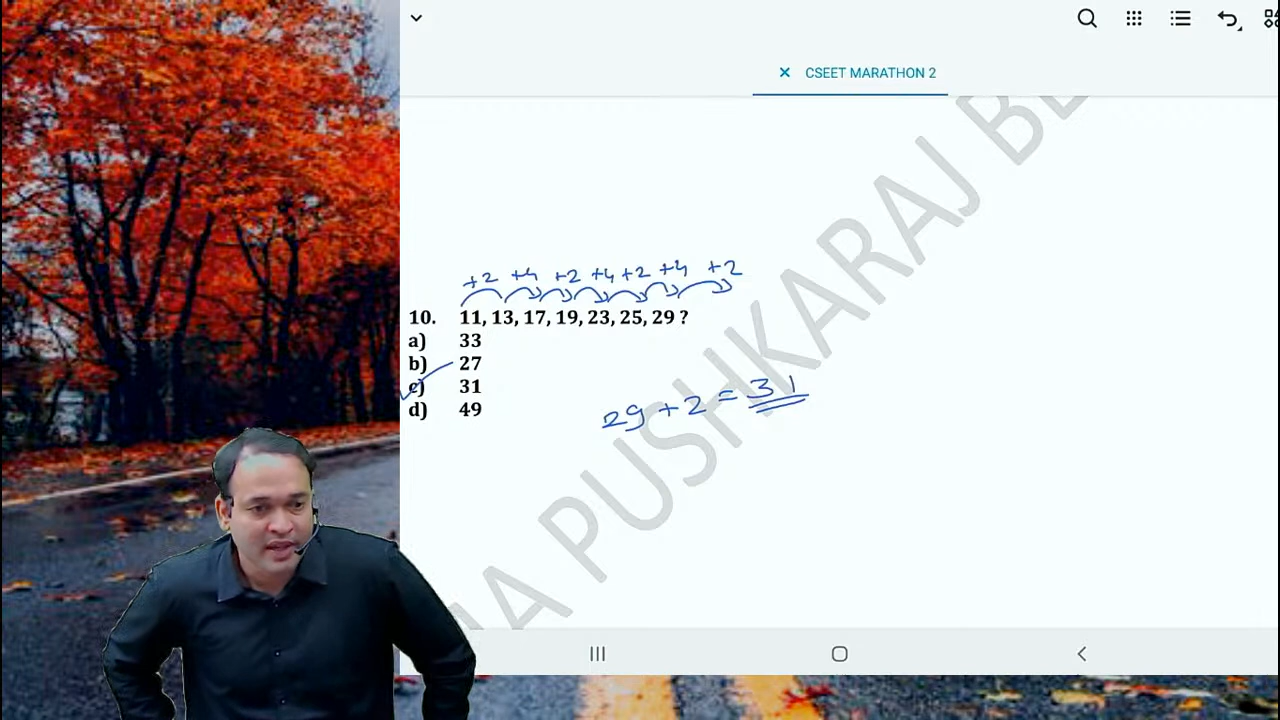 CSEET MARATHON 2
+2 +4 +2 +4 +2 +4 +2
10. 11, 13, 17, 19, 23, 25, 29 ?
a) 33
b) 27
c) 31
d) 49
29 + 2 = 31
PUSHKARAJ